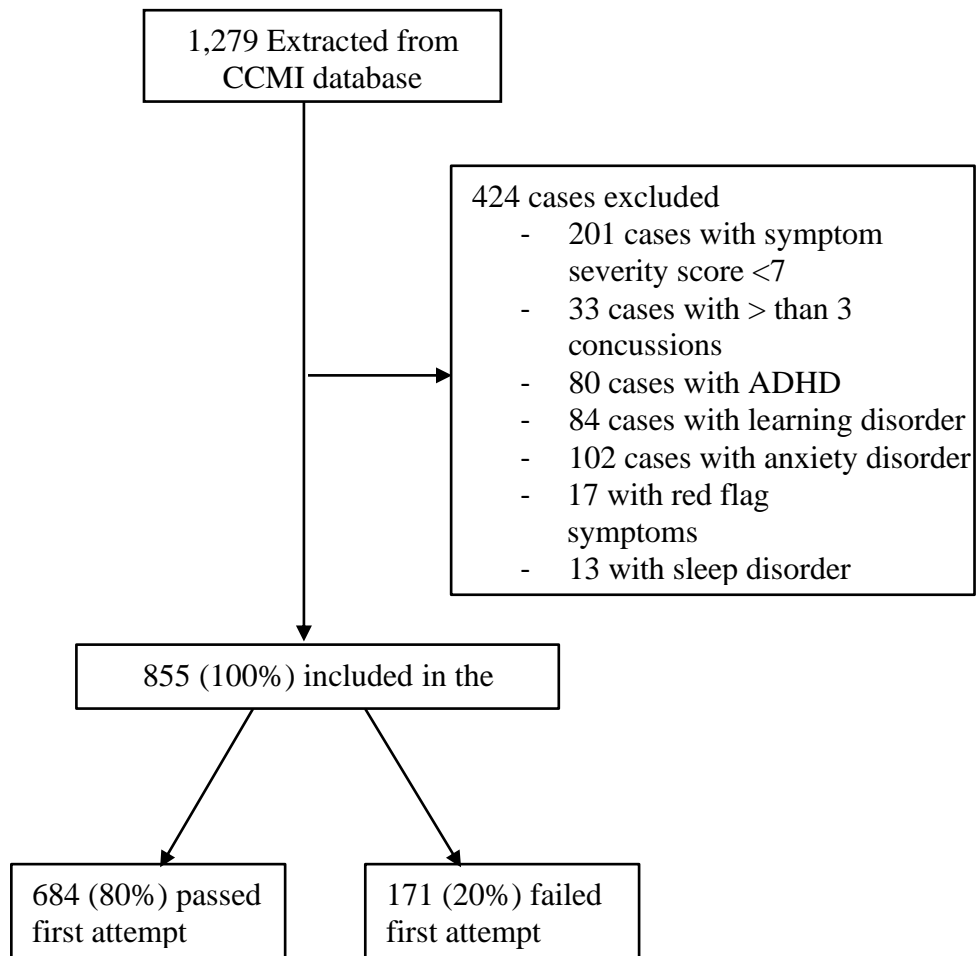 1,279 Extracted from
CCMI database
424 cases excluded
- 201 cases with symptom
severity score <7
- 33 cases with > than 3
concussions
- 80 cases with ADHD
- 84 cases with learning disorder
- 102 cases with anxiety disorder
- 17 with red flag
symptoms
- 13 with sleep disorder
855 (100%) included in the
684 (80%) passed
first attempt
171 (20%) failed
first attempt